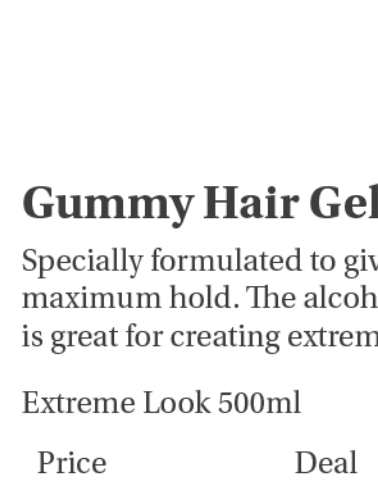 Gummy Hair Gel
Specially formulated to giv
maximum hold. The alcoh
is great for creating extrem
Extreme Look 500ml
Price Deal